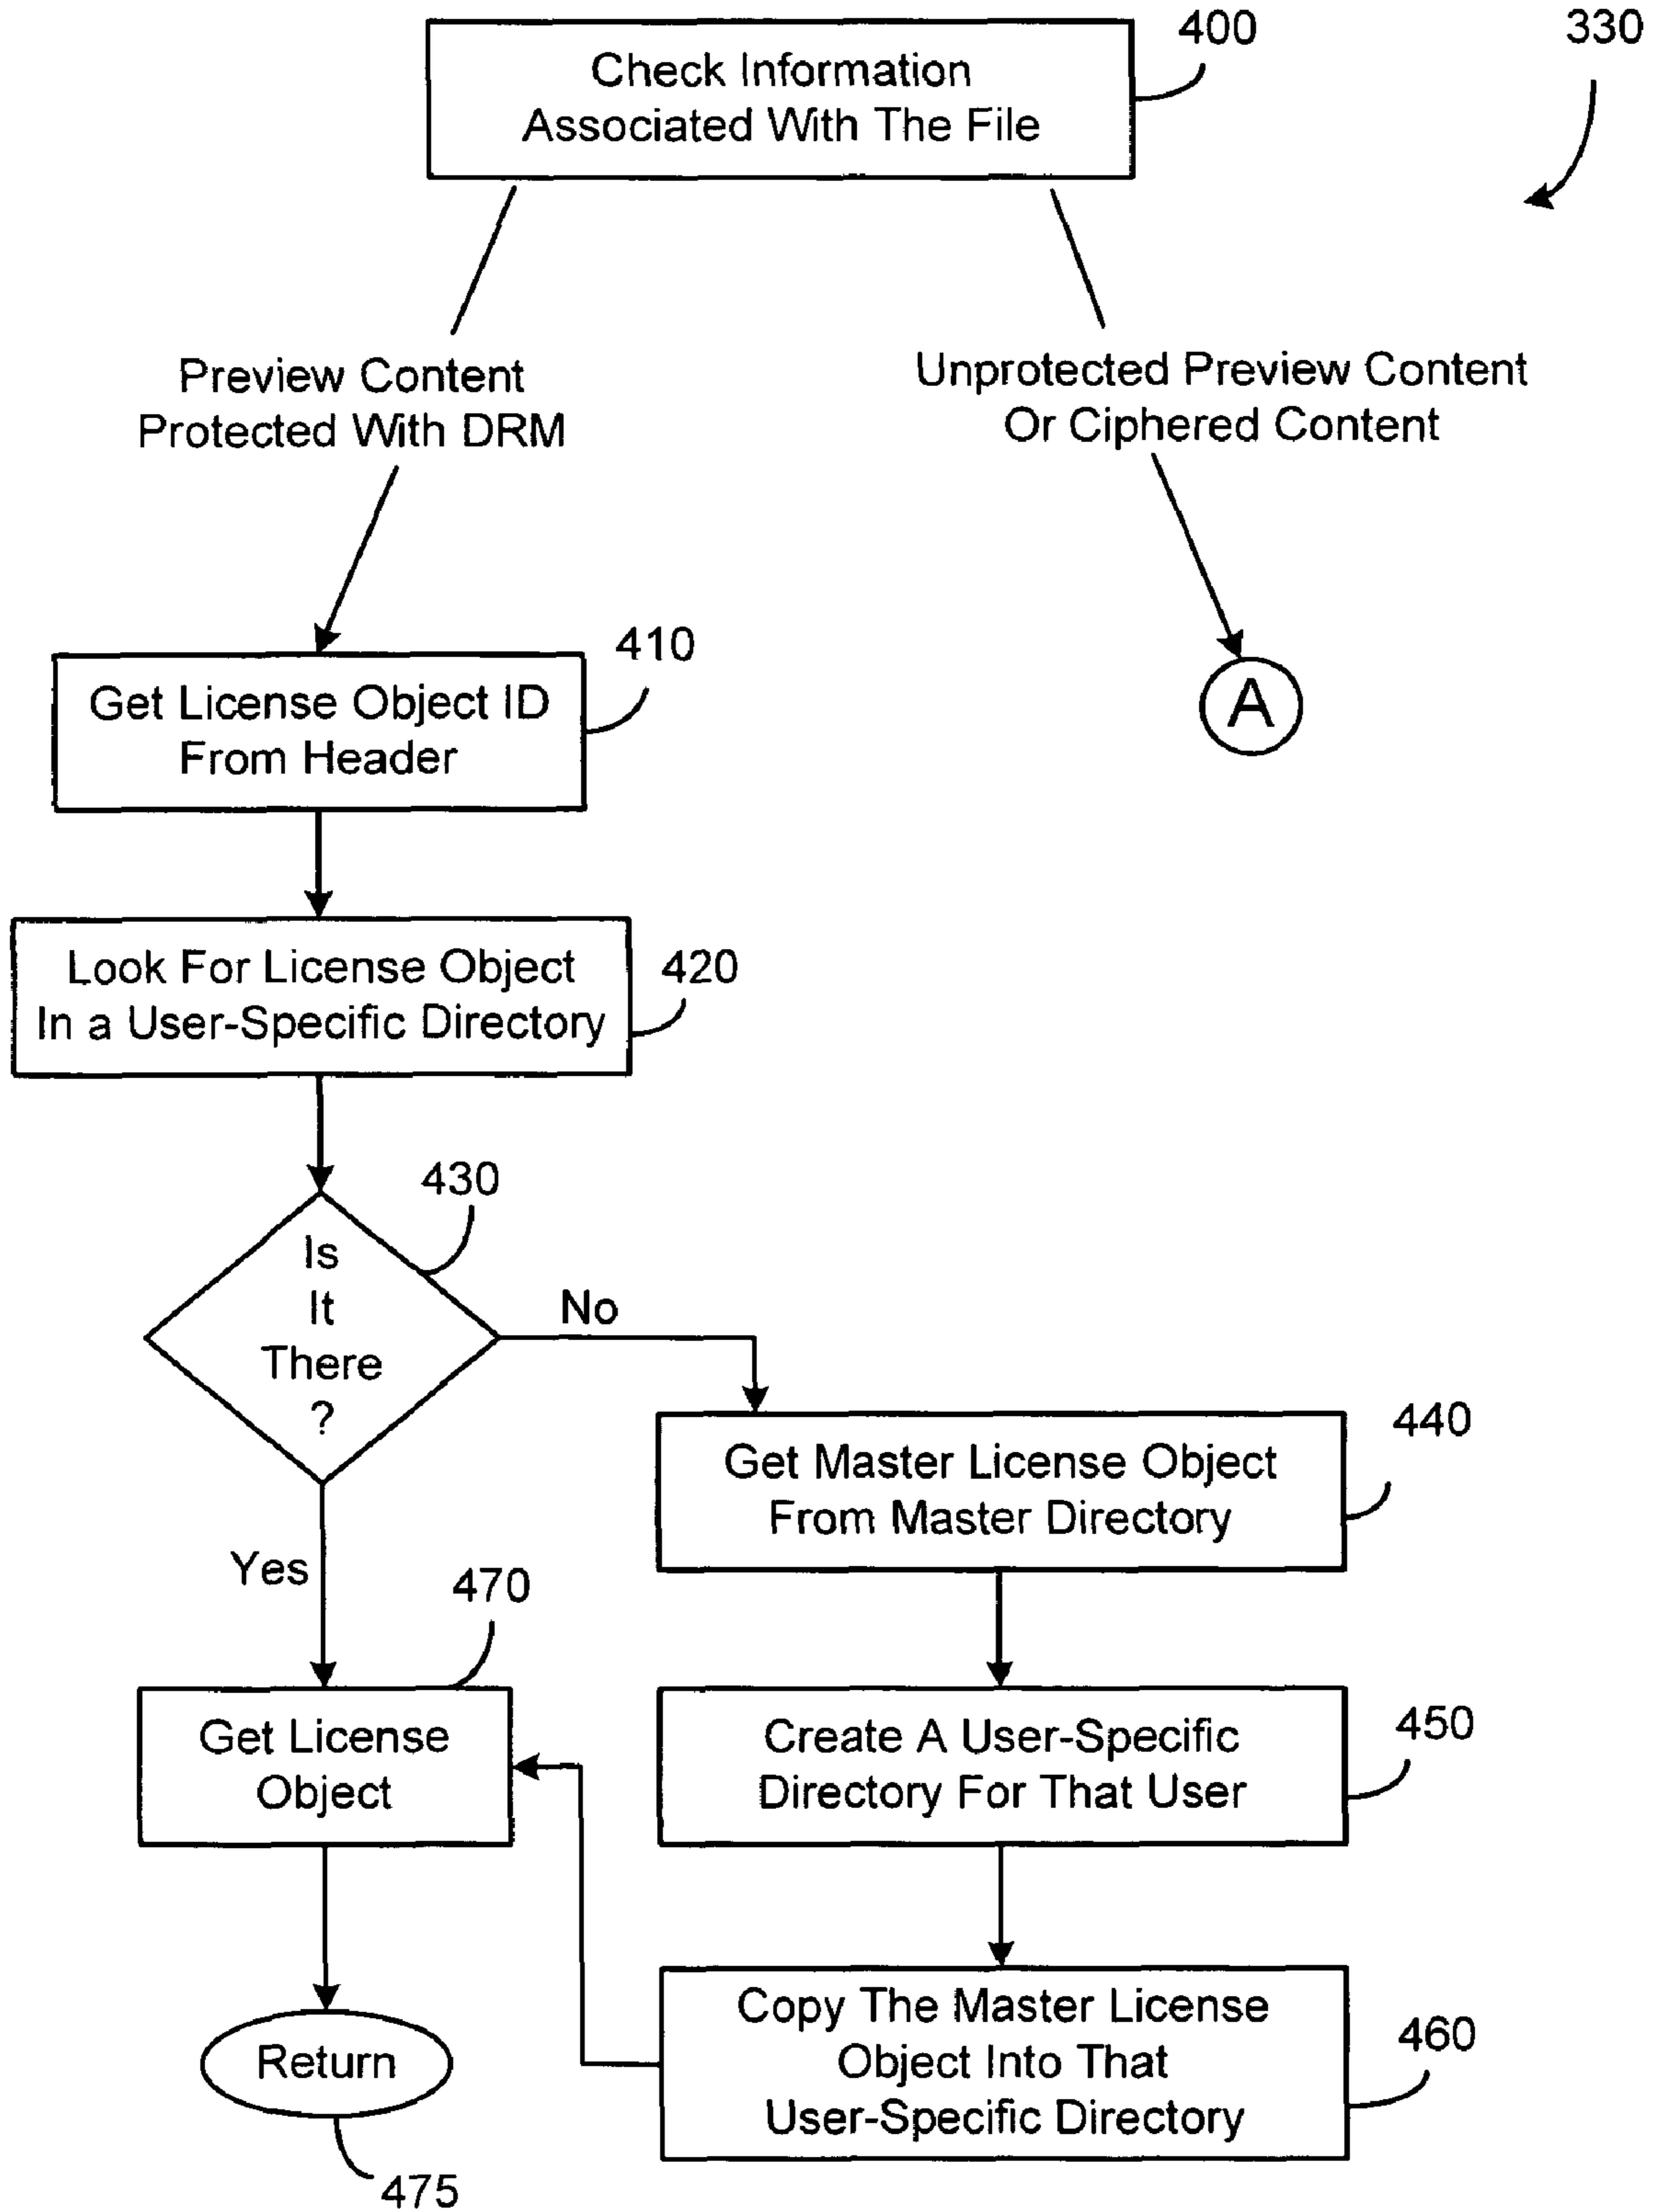 400
330
Check Information
Associated With The File
Preview Content
Protected With DRM
Unprotected Preview Content
Or Ciphered Content
410
Get License Object ID
From Header
A
Look For License Object
In a User-Specific Directory
420
430
Is
It
There
?
No
440
Get Master License Object
From Master Directory
Yes
470
Get License
Object
450
Create A User-Specific
Directory For That User
460
Copy The Master License
Object Into That
User-Specific Directory
Return
475